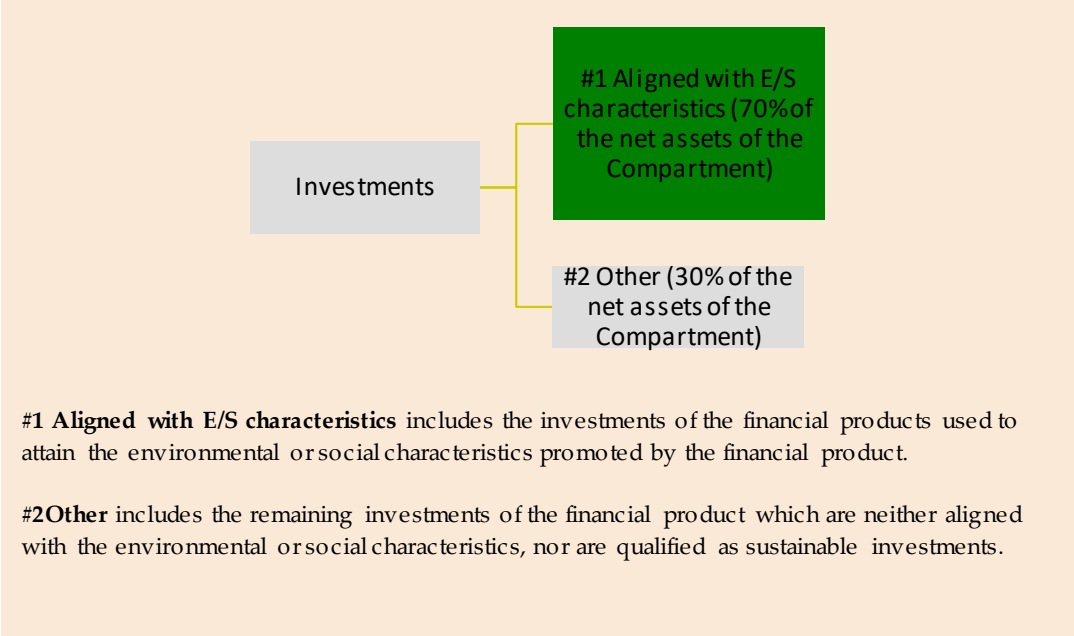 #1 Aligned with E/S
characteristics (70% of
the net assets of the
Compartment)
Investments
#2 Other (30% of the
net assets of the
Compartment)
#1 Aligned with E/S characteristics includes the investments of the financial products used to
attain the environmental or social characteristics promoted by the financial product.
#2Other includes the remaining investments of the financial product which are neither aligned
with the environmental or social characteristics, nor are qualified as sustainable investments.